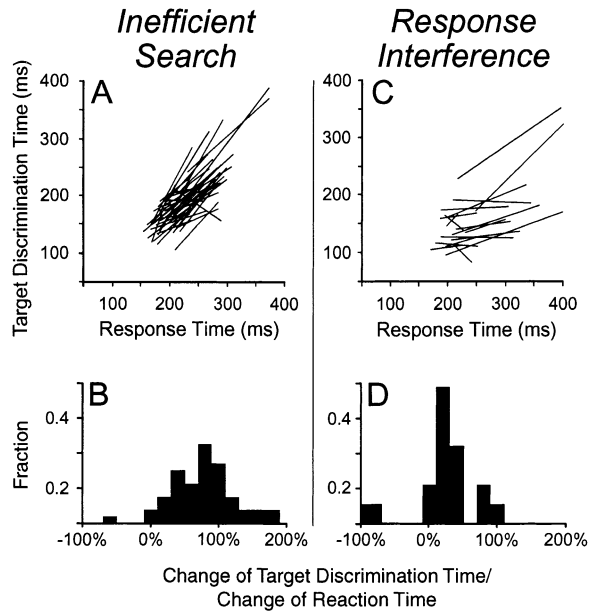 Inefficient
Search
Response
Interference
Target Discrimination Time (ms)
A
400
300
200
100
100 200 300 400
Response Time (ms)
C
400
300
200
100
100 200 300 400
Response Time (ms)
Fraction
B
0.4
0.2
-100% 0% 100% 200%
D
0.4
0.2
-100% 0% 100% 200%
Change of Target Discrimination Time/
Change of Reaction Time